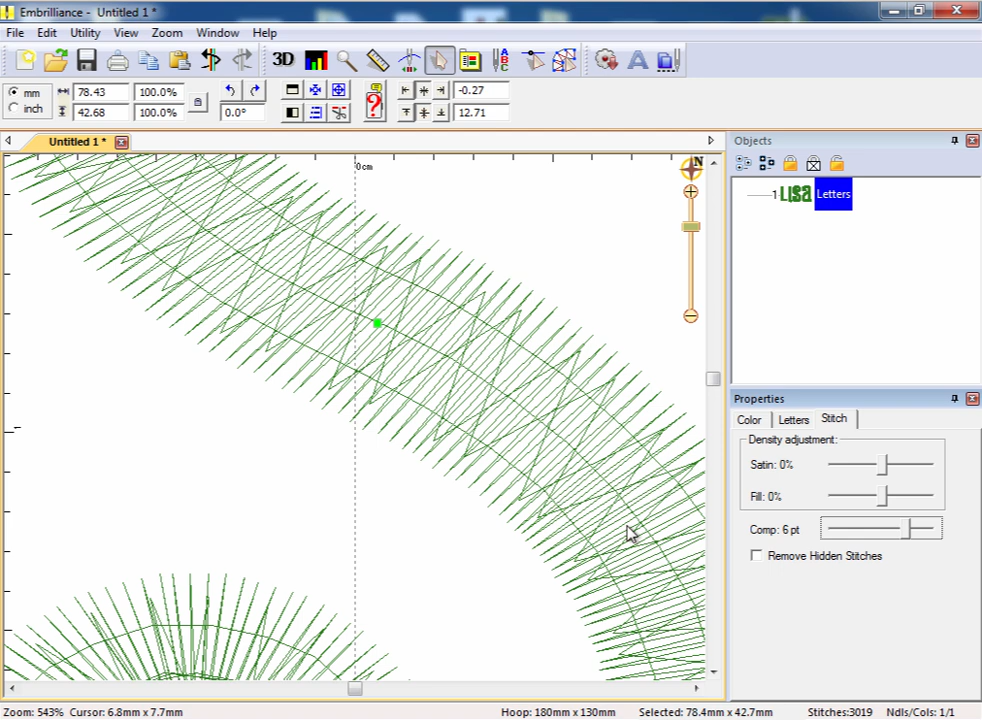 Embrilliance - Untitled 1 *
File Edit Utility View Zoom Window Help
3D
A B C
A
mm 78.43 100.0% -0.27
inch 42.68 100.0% 0.0° ? 12.71
Untitled 1 *
0cm
N
1
Objects
1 LISA Letters
Properties
Color Letters Stitch
Density adjustment:
Satin: 0%
Fill: 0%
Comp: 6 pt
Remove Hidden Stitches
Zoom: 543% Cursor: 6.8mm x 7.7mm Hoop: 180mm x 130mm Selected: 78.4mm x 42.7mm Stitches:3019 Ndls/Cols: 1/1